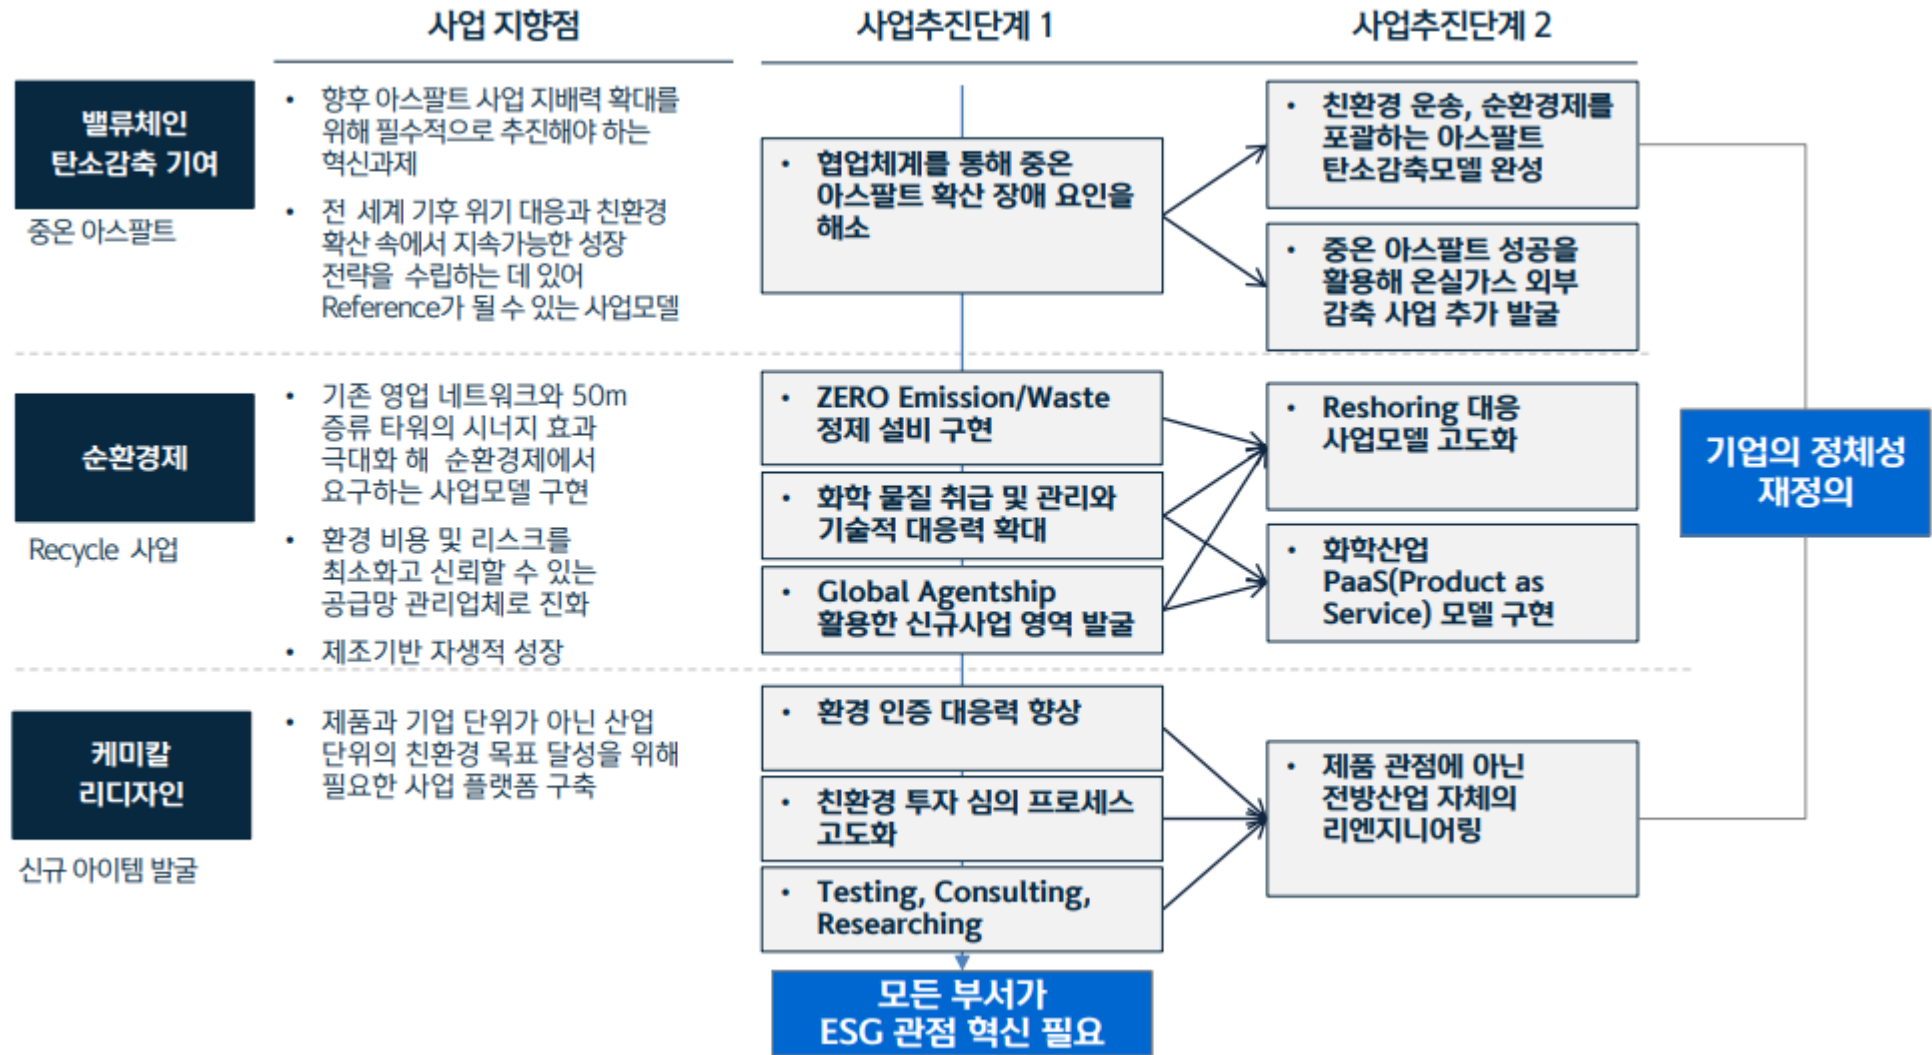 사업 지향점
사업추진단계 1
사업추진단계 2
밸류체인
탄소감축 기여
중온 아스팔트
• 향후 아스팔트 사업 지배력 확대를
위해 필수적으로 추진해야 하는
혁신과제
• 전 세계 기후 위기 대응과 친환경
확산 속에서 지속가능한 성장
전략을 수립하는 데 있어
Reference가 될 수 있는 사업모델
• 협업체계를 통해 중온
아스팔트 확산 장애 요인을
해소
• 친환경 운송, 순환경제를
포괄하는 아스팔트
탄소감축모델 완성
• 중온 아스팔트 성공을
활용해 온실가스 외부
감축 사업 추가 발굴
순환경제
Recycle 사업
• 기존 영업 네트워크와 50m
증류 타워의 시너지 효과
극대화 해 순환경제에서
요구하는 사업모델 구현
• 환경 비용 및 리스크를
최소화고 신뢰할 수 있는
공급망 관리업체로 진화
• 제조기반 자생적 성장
• ZERO Emission/Waste
정제 설비 구현
• 화학 물질 취급 및 관리와
기술적 대응력 확대
• Global Agentship
활용한 신규사업 영역 발굴
• Reshoring 대응
사업모델 고도화
• 화학산업
PaaS(Product as
Service) 모델 구현
기업의 정체성
재정의
케미칼
리디자인
신규 아이템 발굴
• 제품과 기업 단위가 아닌 산업
단위의 친환경 목표 달성을 위해
필요한 사업 플랫폼 구축
• 환경 인증 대응력 향상
• 친환경 투자 심의 프로세스
고도화
• Testing, Consulting,
Researching
• 제품 관점에 아닌
전방산업 자체의
리엔지니어링
모든 부서가
ESG 관점 혁신 필요